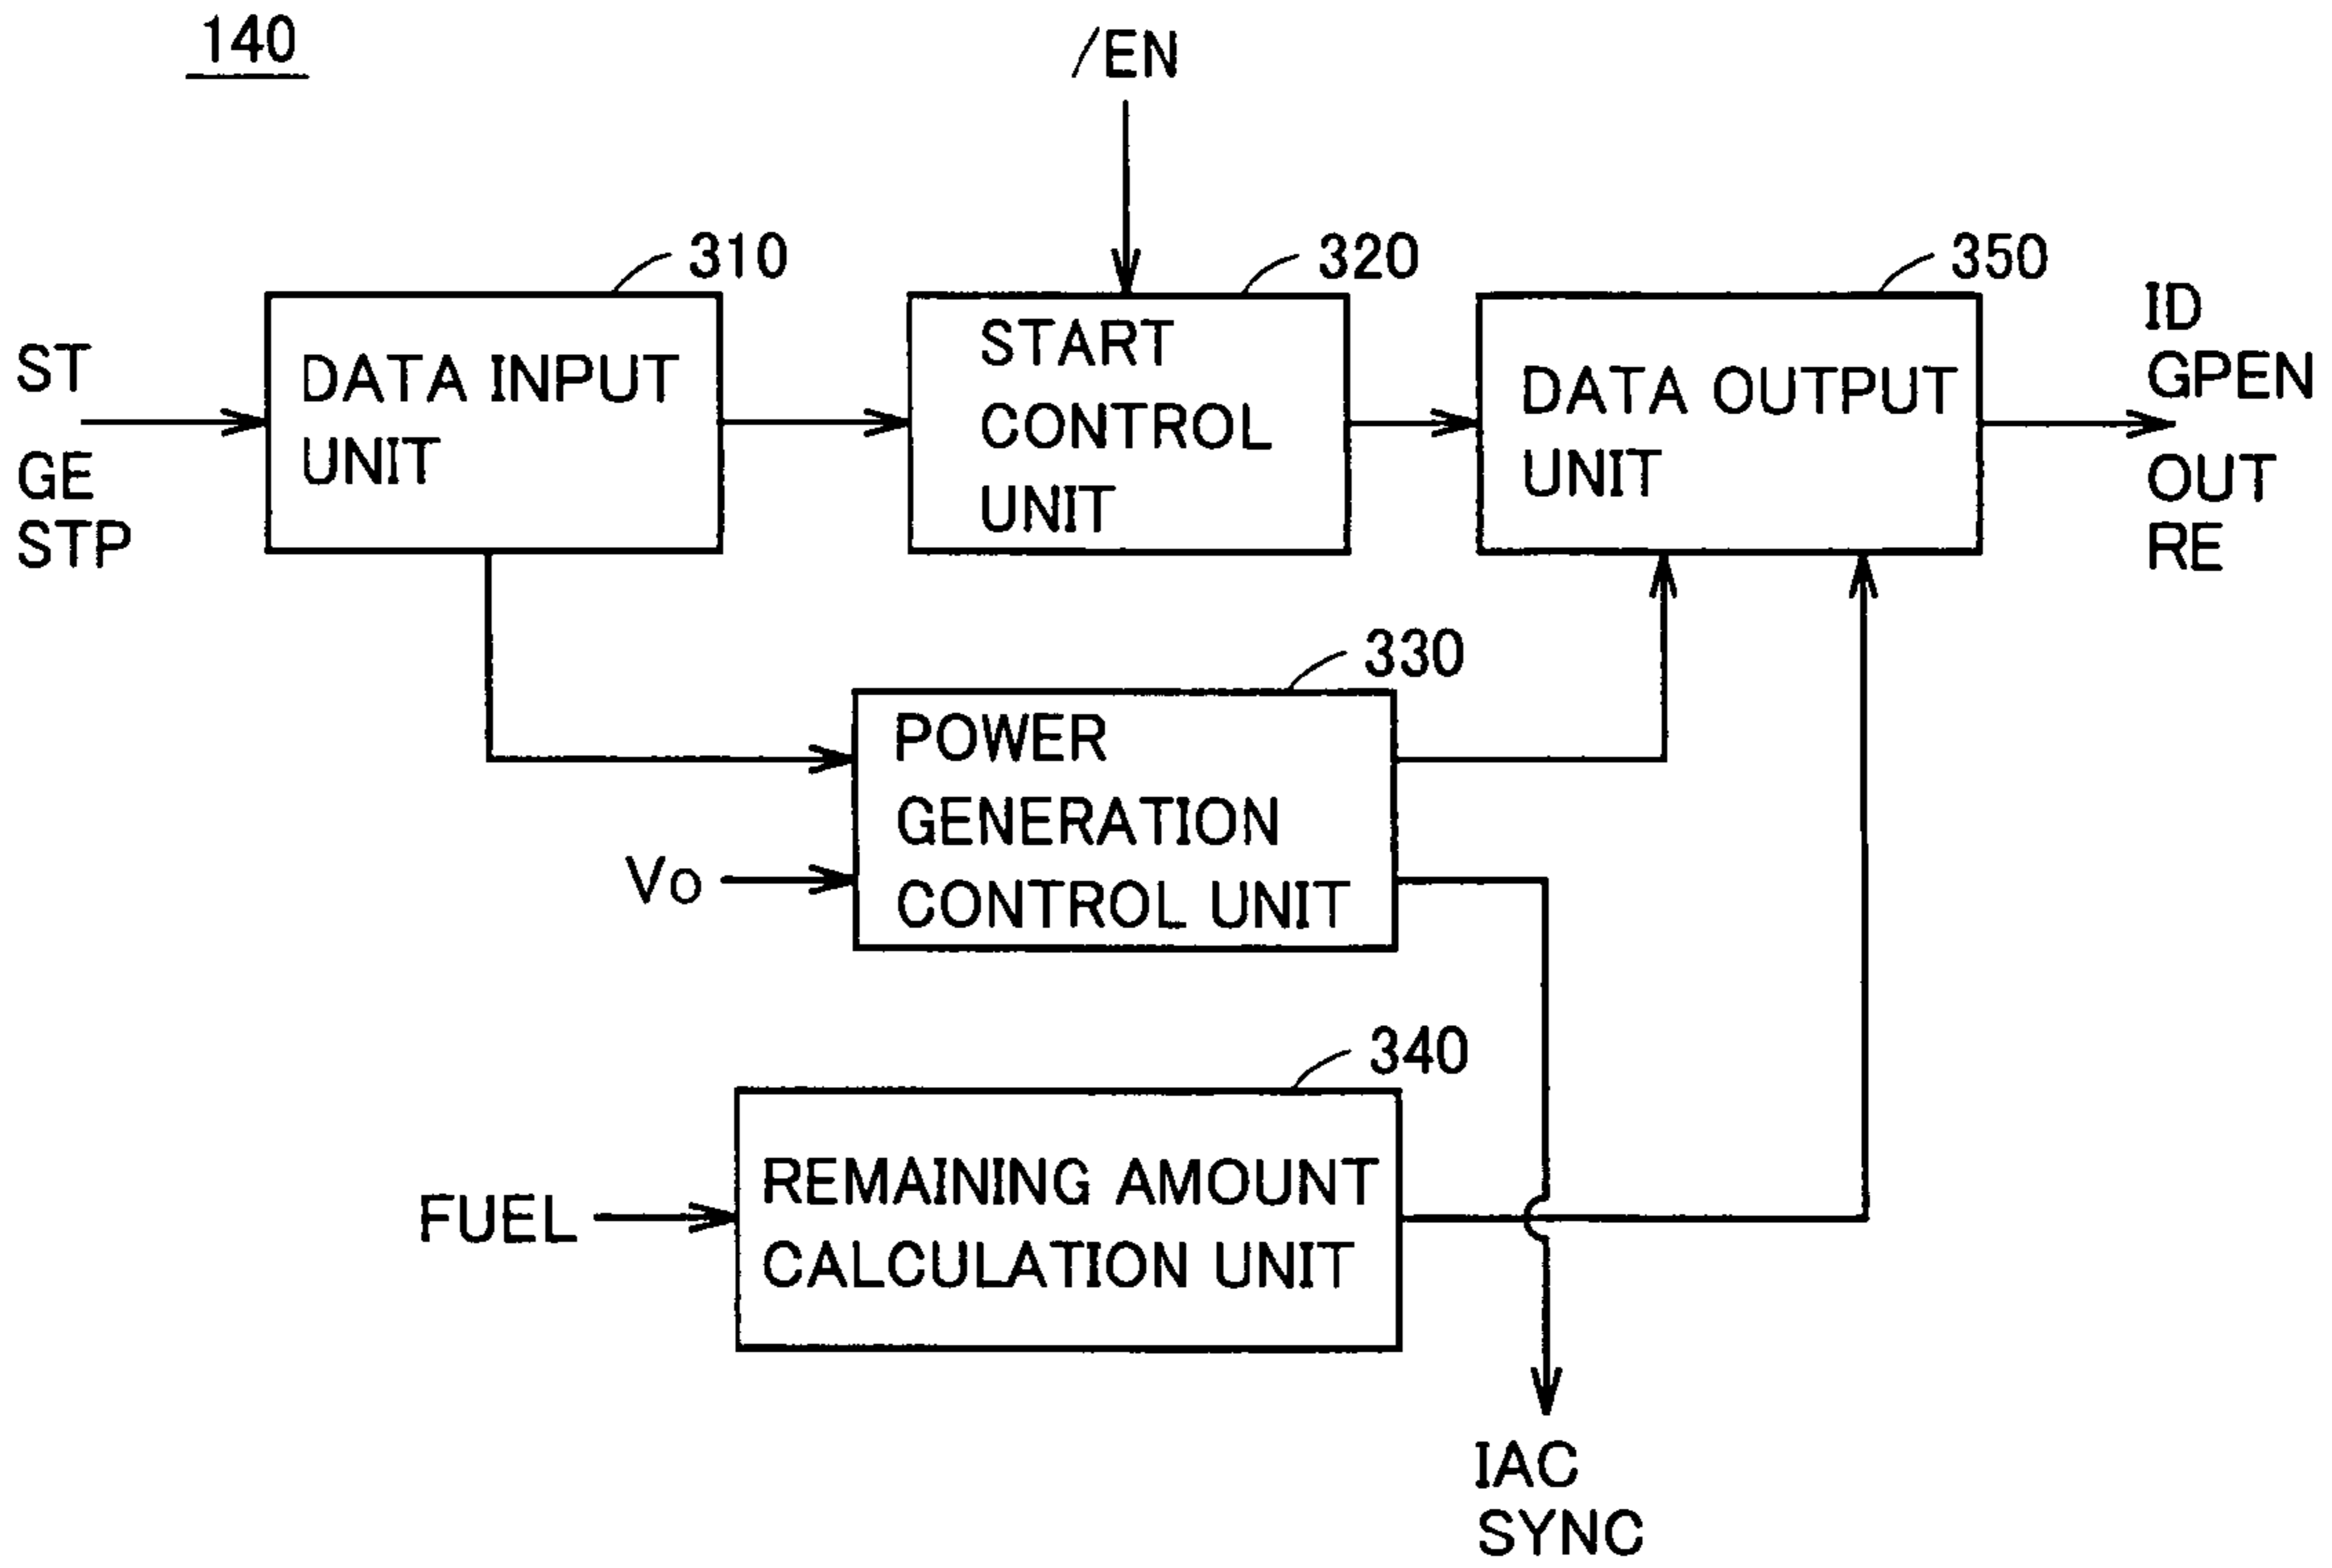 140
/EN
310
320
350
ST
GE
STP
DATA INPUT
UNIT
START
CONTROL
UNIT
DATA OUTPUT
UNIT
ID
GPEN
OUT
RE
330
POWER
GENERATION
CONTROL UNIT
Vo
340
FUEL
REMAINING AMOUNT
CALCULATION UNIT
IAC
SYNC